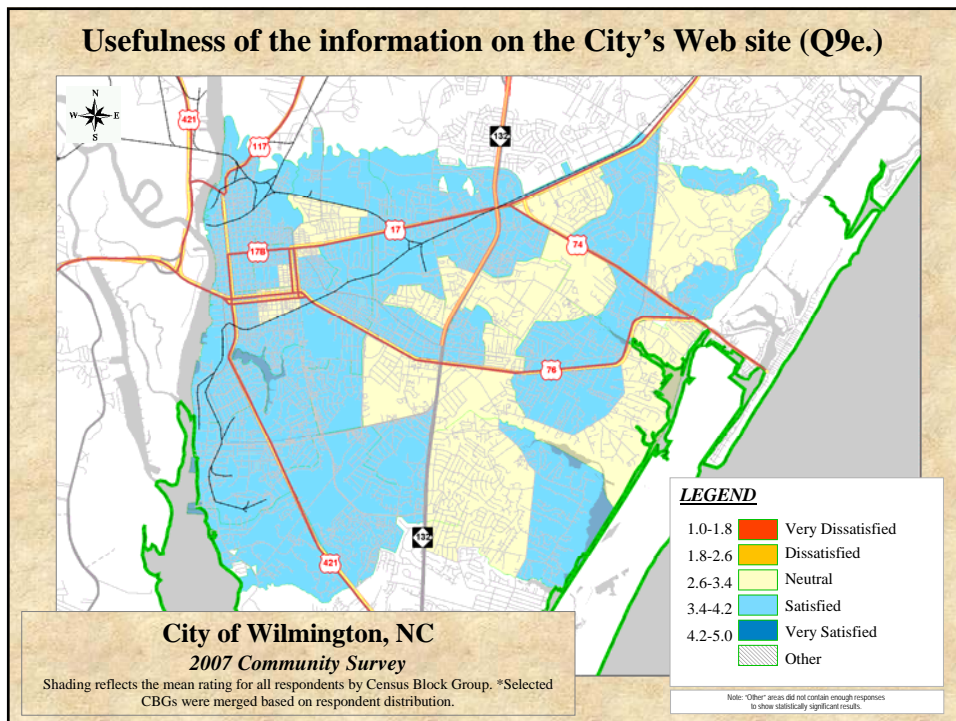 Usefulness of the information on the City's Web site (Q9e.)
N
W E
S
421
117
132
17
17B
74
76
132
421
LEGEND
1.0-1.8 Very Dissatisfied
1.8-2.6 Dissatisfied
2.6-3.4 Neutral
3.4-4.2 Satisfied
4.2-5.0 Very Satisfied
Other
City of Wilmington, NC
2007 Community Survey
Shading reflects the mean rating for all respondents by Census Block Group. *Selected
CBGs were merged based on respondent distribution.
Note: "Other" areas did not contain enough responses
to show statistically significant results.